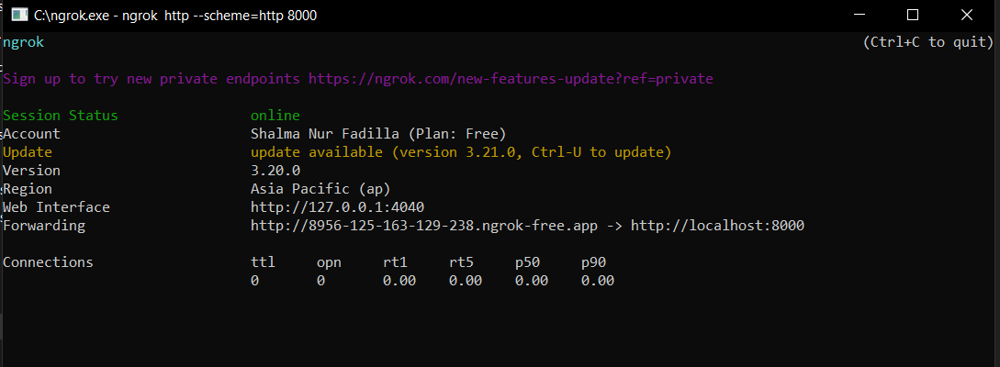 C:\ngrok.exe - ngrok  http --scheme=http 8000
ngrok (Ctrl+C to quit)
Sign up to try new private endpoints https://ngrok.com/new-features-update?ref=private
Session Status online
Account Shalma Nur Fadilla (Plan: Free)
Update update available (version 3.21.0, Ctrl-U to update)
Version 3.20.0
Region Asia Pacific (ap)
Web Interface http://127.0.0.1:4040
Forwarding http://8956-125-163-129-238.ngrok-free.app -> http://localhost:8000
Connections ttl opn rt1 rt5 p50 p90
0 0 0.00 0.00 0.00 0.00